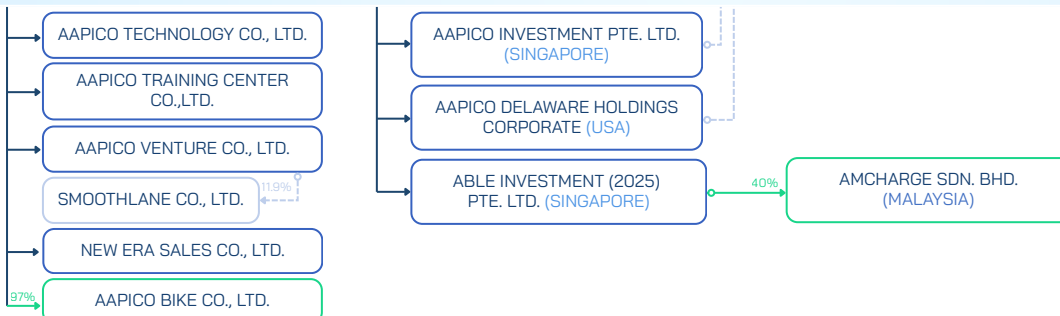 AAPICO TECHNOLOGY CO., LTD.
AAPICO TRAINING CENTER
CO.,LTD.
AAPICO VENTURE CO., LTD.
11.9%
SMOOTHLANE CO., LTD.
NEW ERA SALES CO., LTD.
97%
AAPICO BIKE CO., LTD.
AAPICO INVESTMENT PTE. LTD.
(SINGAPORE)
AAPICO DELAWARE HOLDINGS
CORPORATE (USA)
ABLE INVESTMENT (2025)
PTE. LTD. (SINGAPORE)
40%
AMCHARGE SDN. BHD.
(MALAYSIA)